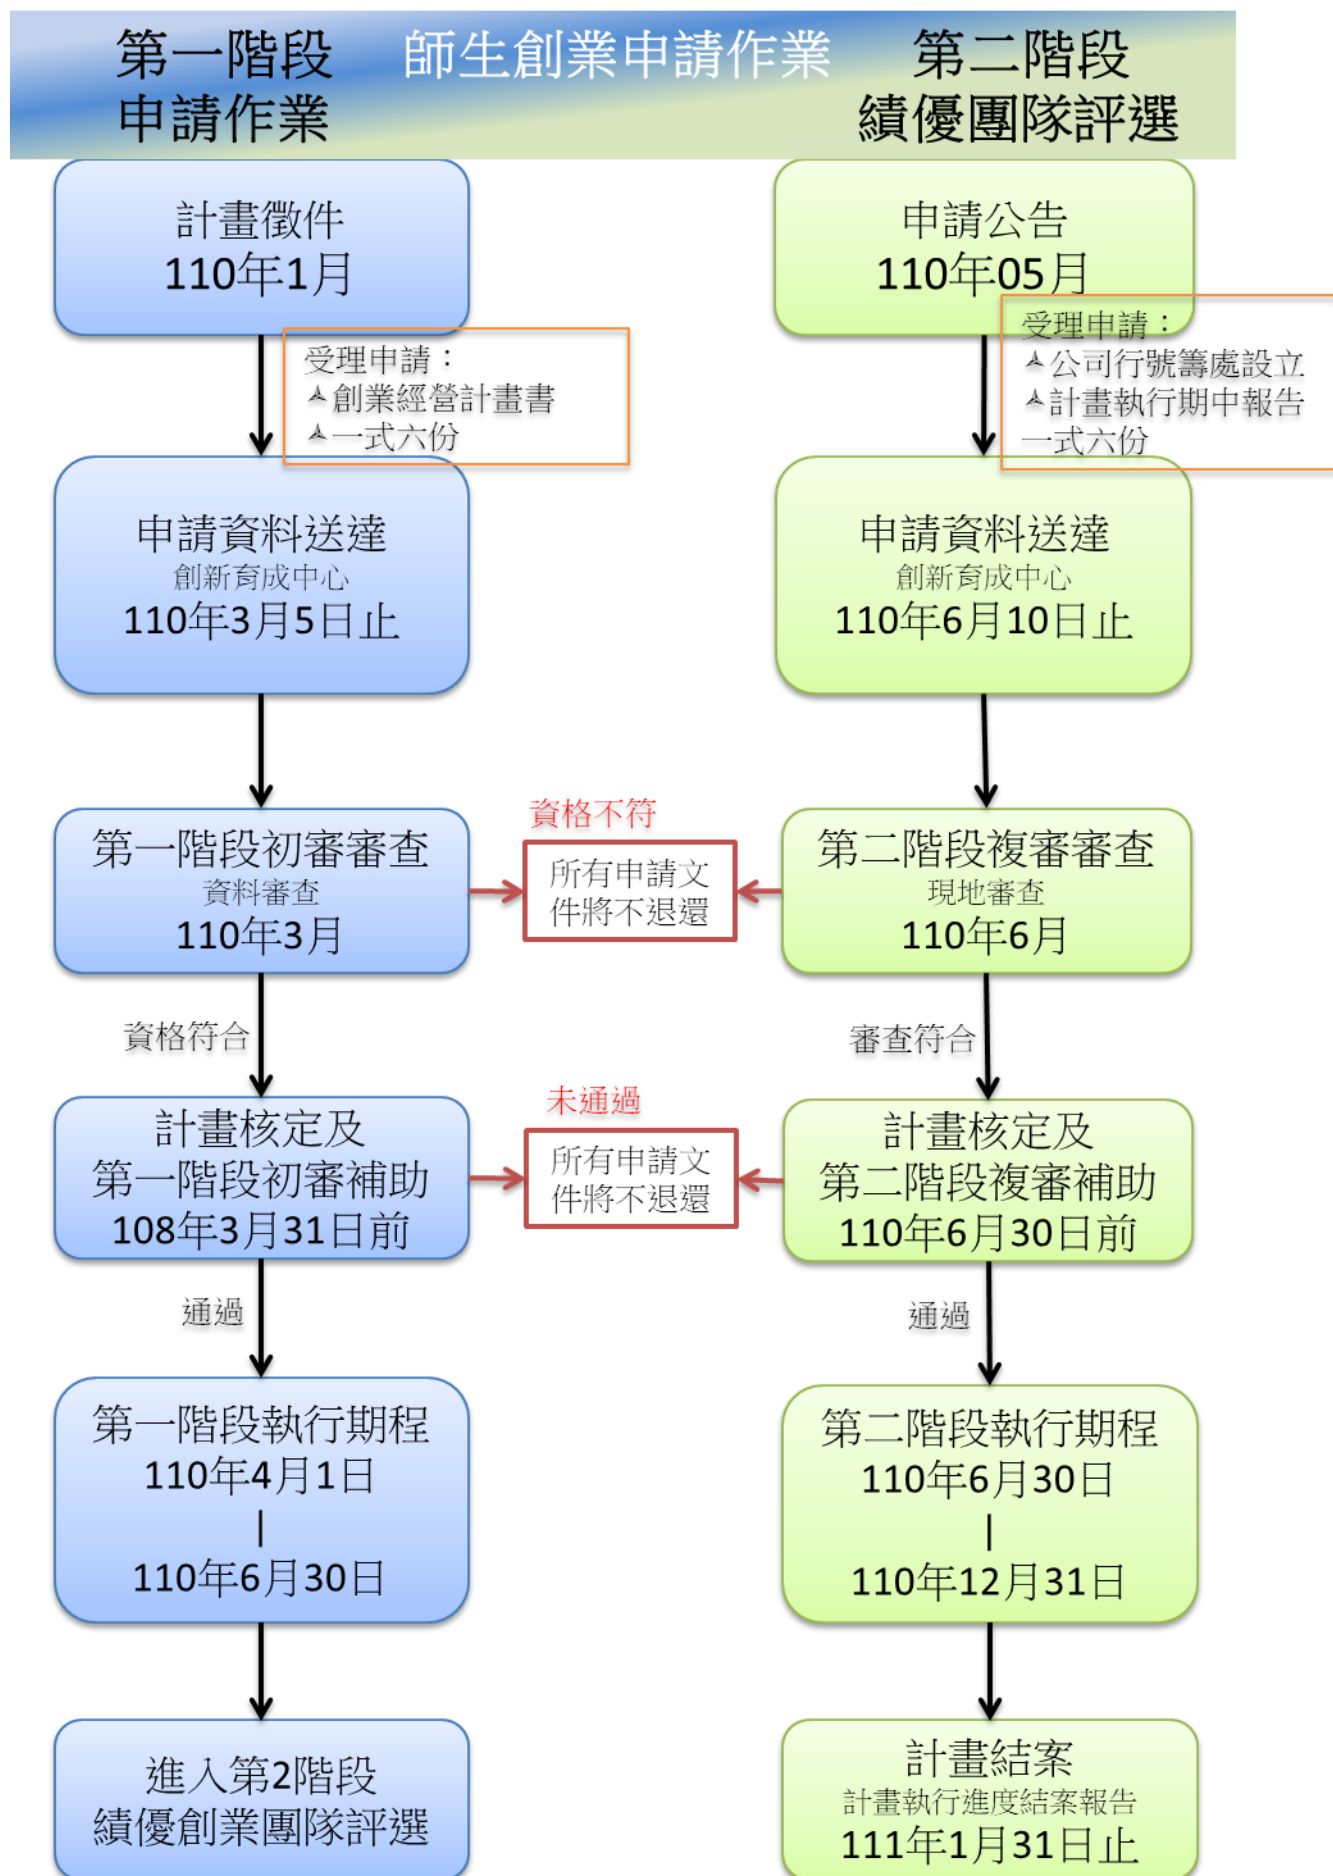 師生創業申請作業
第一階段
申請作業
計畫徵件
110年1月
受理申請：
創業經營計畫書
一式六份
申請資料送達
創新育成中心
110年3月5日止
第一階段初審審查
資料審查
110年3月
資格不符
所有申請文
件將不退還
資格符合
計畫核定及
第一階段初審補助
108年3月31日前
未通過
所有申請文
件將不退還
通過
第一階段執行期程
110年4月1日
|
110年6月30日
進入第2階段
績優創業團隊評選
第二階段
績優團隊評選
申請公告
110年05月
受理申請：
公司行號籌處設立
計畫執行期中報告
一式六份
申請資料送達
創新育成中心
110年6月10日止
第二階段複審審查
現地審查
110年6月
審查符合
計畫核定及
第二階段複審補助
110年6月30日前
通過
第二階段執行期程
110年6月30日
|
110年12月31日
計畫結案
計畫執行進度結案報告
111年1月31日止